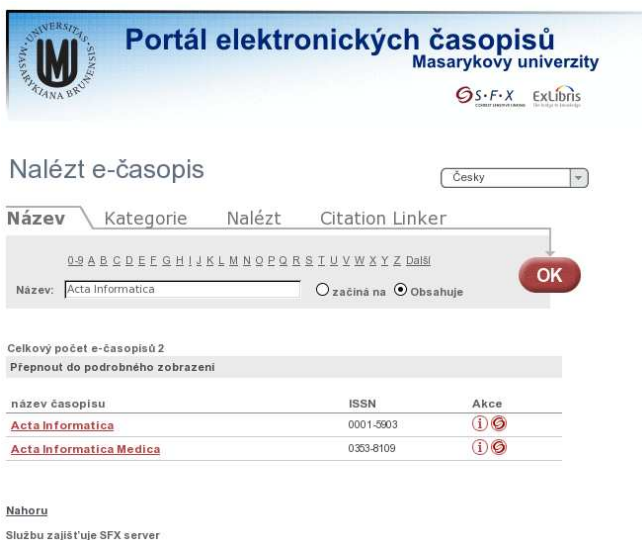 UNIVERSITAS
MASARYKIANA BRUNENSIS
Portál elektronických časopisů
Masarykovy univerzity
S·F·X ExLibris
Nalézt e-časopis
Česky
Název Kategorie Nalézt Citation Linker
0-9 A B C D E F G H I J K L M N O P Q R S T U V W X Y Z Další
OK
Název: Acta Informatica začíná na Obsahuje
Celkový počet e-časopisů 2
Přepnout do podrobného zobrazení
název časopisu ISSN Akce
Acta Informatica 0001-5903
Acta Informatica Medica 0353-8109
Nahoru
Službu zajišťuje SFX server